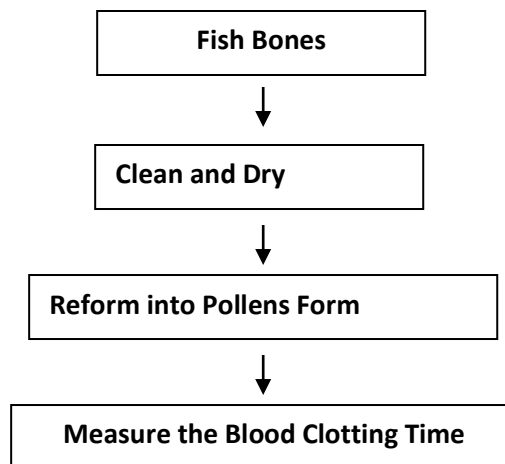 Fish Bones
Clean and Dry
Reform into Pollens Form
Measure the Blood Clotting Time